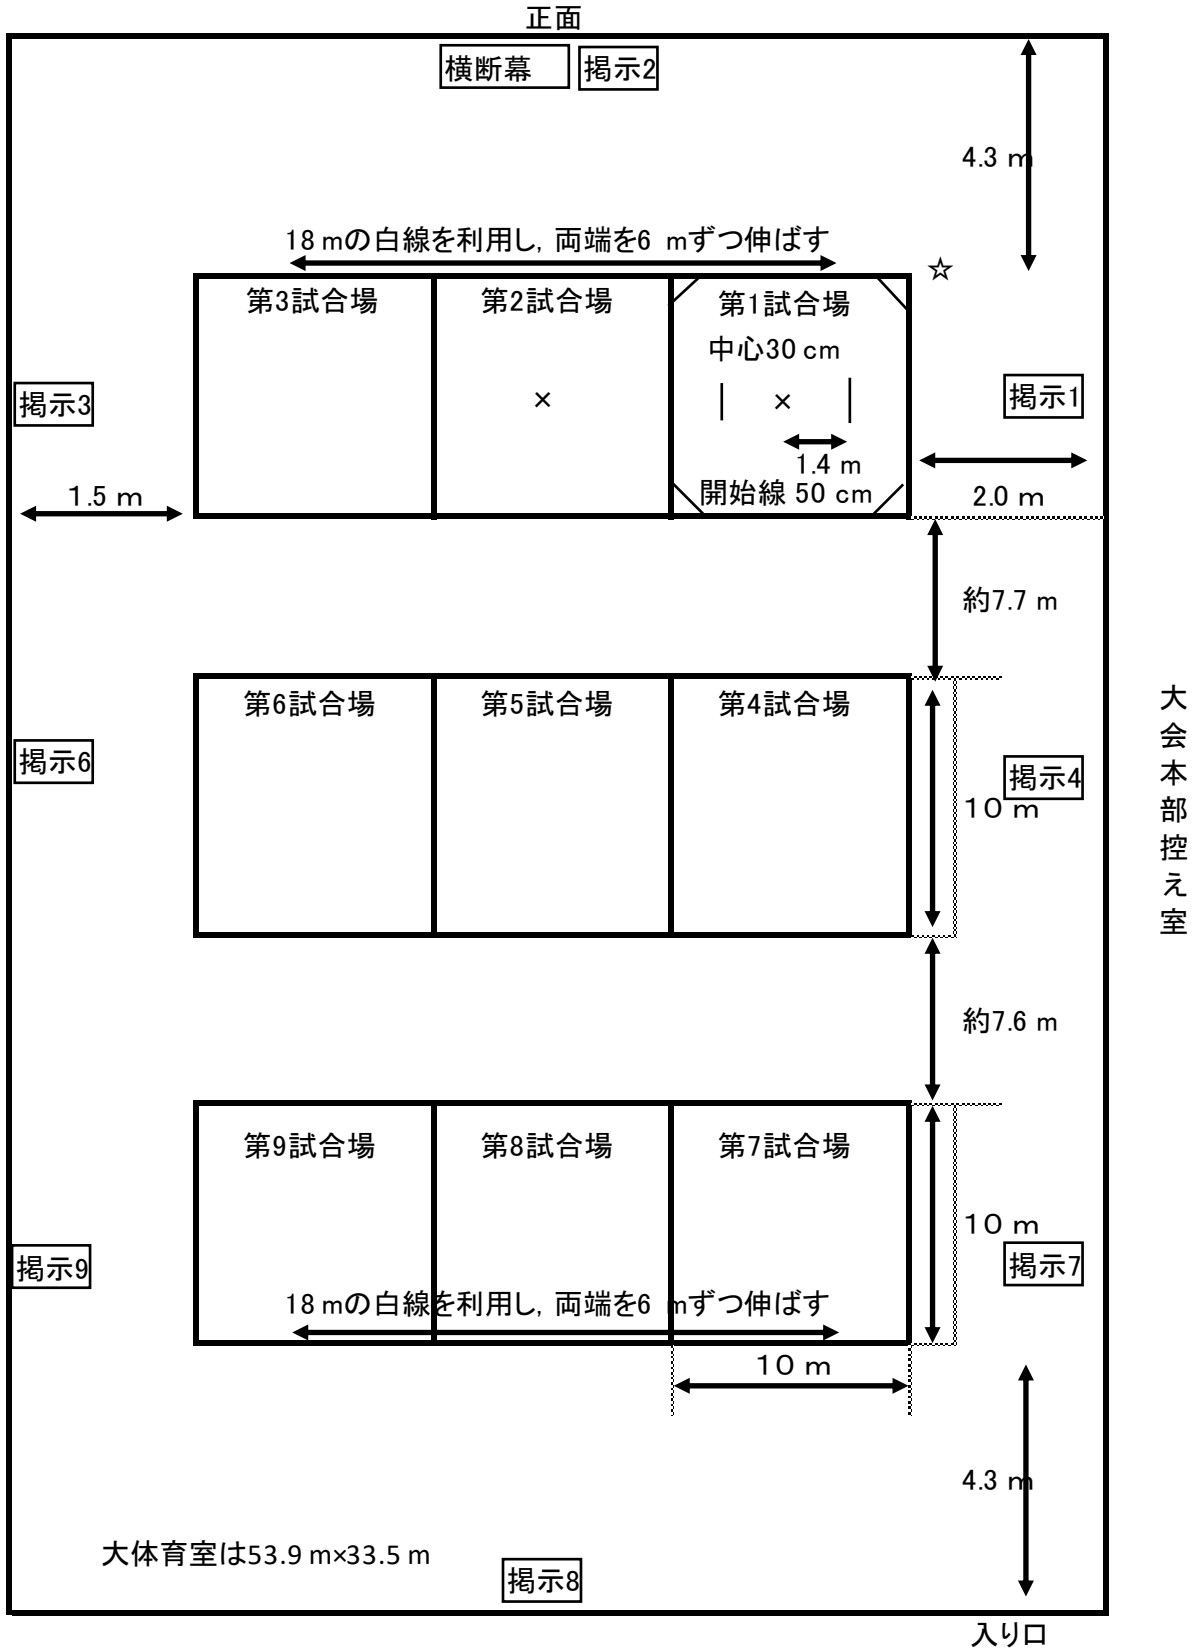 正面
横断幕
掲示2
4.3 m
18 mの白線を利用し, 両端を6 mずつ伸ばす
☆
第3試合場
第2試合場
第1試合場
中心30 cm
掲示3
×
×
掲示1
1.4 m
開始線 50 cm
1.5 m
2.0 m
約7.7 m
第6試合場
第5試合場
第4試合場
掲示6
掲示4
10 m
大会本部控え室
約7.6 m
第9試合場
第8試合場
第7試合場
10 m
掲示9
掲示7
18 mの白線を利用し, 両端を6 mずつ伸ばす
10 m
4.3 m
大体育室は53.9 m×33.5 m
掲示8
入り口